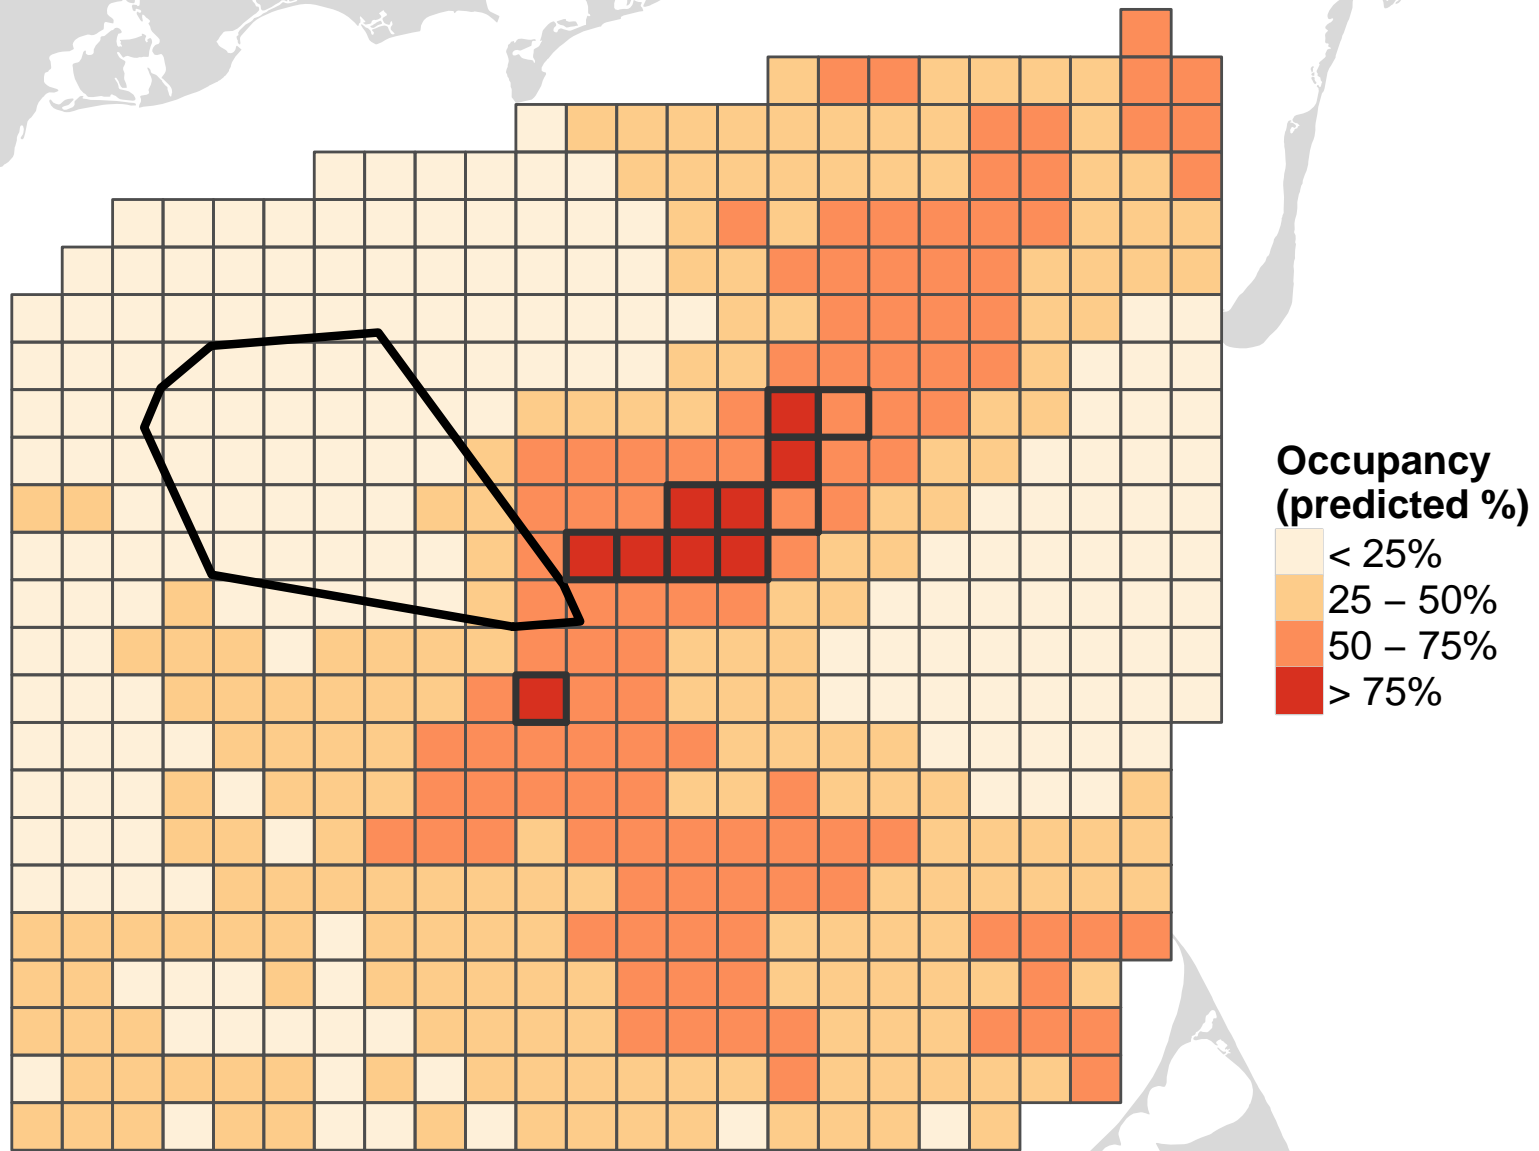 Occupancy
(predicted %)
< 25%
25 – 50%
50 – 75%
> 75%